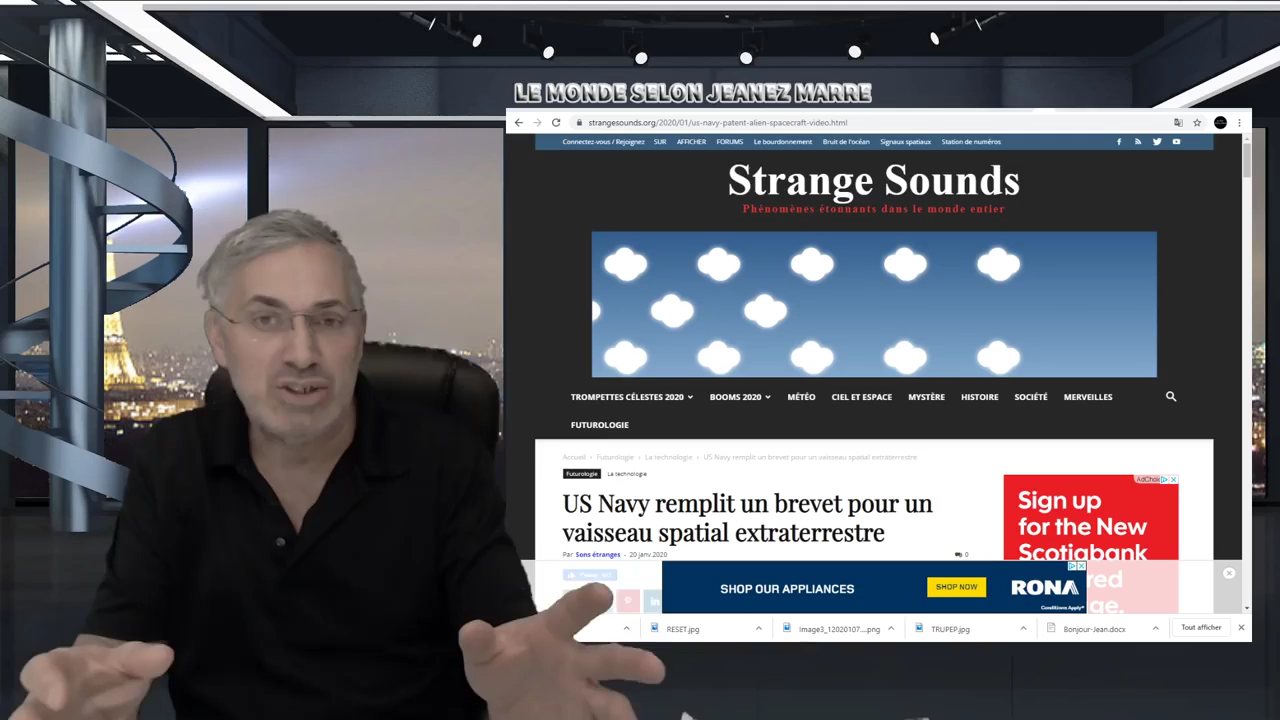 LE MONDE SELON JEANEZ MARRE
strangesounds.org/2020/01/us-navy-patent-alien-spacecraft-video.html
Connectez-vous / Rejoignez SUR AFFICHER FORUMS Le bourdonnement Bruit de l'océan Signaux spatiaux Station de numéros
Strange Sounds
Phénomènes étonnants dans le monde entier
TROMPETTES CÉLESTES 2020 BOOMS 2020 MÉTÉO CIEL ET ESPACE MYSTÈRE HISTOIRE SOCIÉTÉ MERVEILLES
FUTUROLOGIE
Accueil › Futurologie › La technologie › US Navy remplit un brevet pour un vaisseau spatial extraterrestre
Futurologie La technologie
US Navy remplit un brevet pour un
vaisseau spatial extraterrestre
Par Sons étranges - 20 janv.2020 0
Sign up
for the New
Scotiabank
SHOP OUR APPLIANCES SHOP NOW RONA
Conditions Apply*
RESET.jpg Image3_12020107....png TRUPEP.jpg Bonjour-Jean.docx Tout afficher